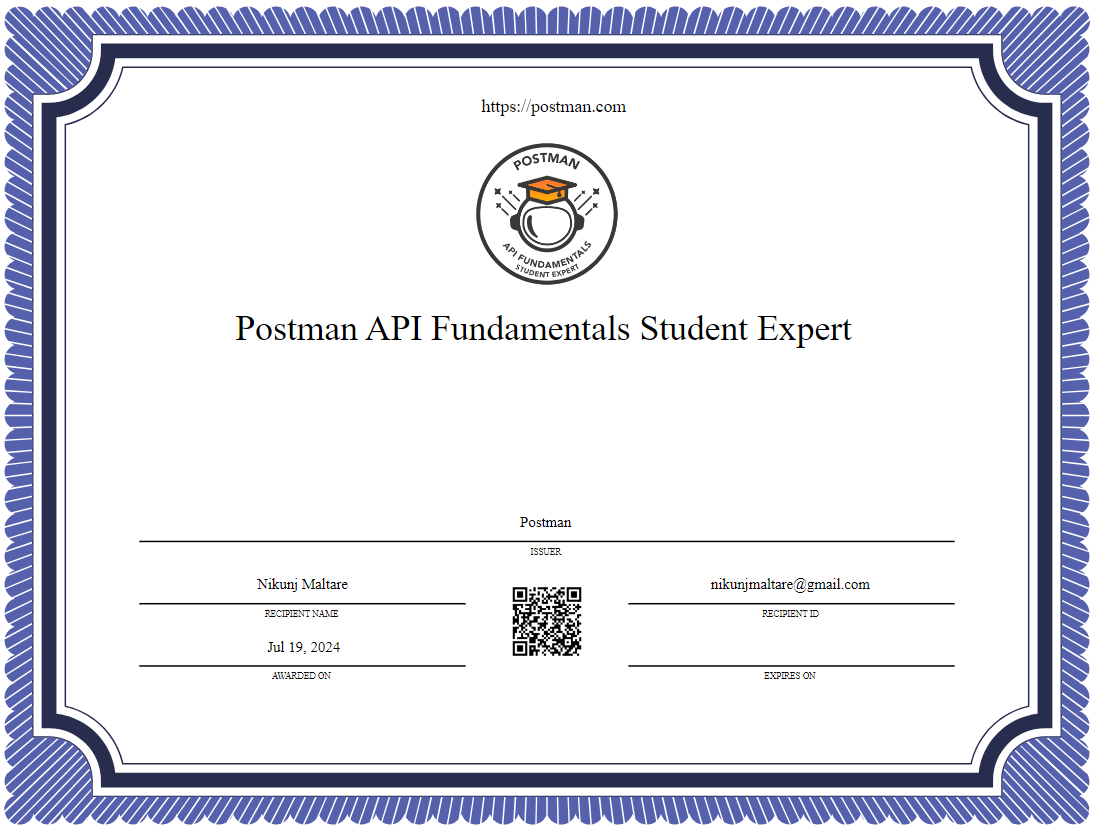 https://postman.com
POSTMAN
API FUNDAMENTALS
STUDENT EXPERT
Postman API Fundamentals Student Expert
Postman
ISSUER
Nikunj Maltare
RECIPIENT NAME
nikunjmaltare@gmail.com
RECIPIENT ID
Jul 19, 2024
AWARDED ON
EXPIRES ON